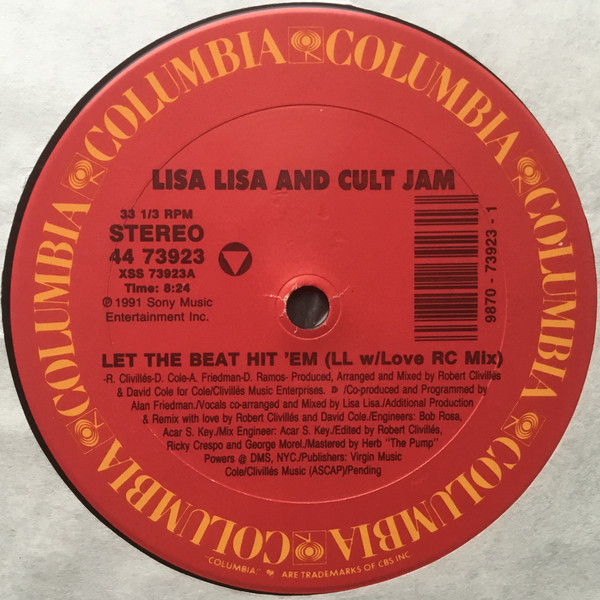 COLUMBIA COLUMBIA COLUMBIA COLUMBIA COLUMBIA COLUMBIA COLUMBIA COLUMBIA
LISA LISA AND CULT JAM
33 1/3 RPM
STEREO
44 73923
XSS 73923A
Time: 8:24
℗ 1991 Sony Music
Entertainment Inc.
9870 - 73923 - 1
LET THE BEAT HIT 'EM (LL w/Love RC Mix)
-R. Clivillés-D. Cole-A. Friedman-D. Ramos- Produced, Arranged and Mixed by Robert Clivillés
& David Cole for Cole/Clivillés Music Enterprises. /Co-produced and Programmed by
Alan Friedman./Vocals co-arranged and Mixed by Lisa Lisa./Additional Production
& Remix with love by Robert Clivillés and David Cole./Engineers: Bob Rosa,
Acar S. Key./Mix Engineer: Acar S. Key./Edited by Robert Clivillés,
Ricky Crespo and George Morel./Mastered by Herb "The Pump"
Powers @ DMS, NYC./Publishers: Virgin Music
Cole/Clivillés Music (ASCAP)/Pending
"COLUMBIA," ARE TRADEMARKS OF CBS INC.